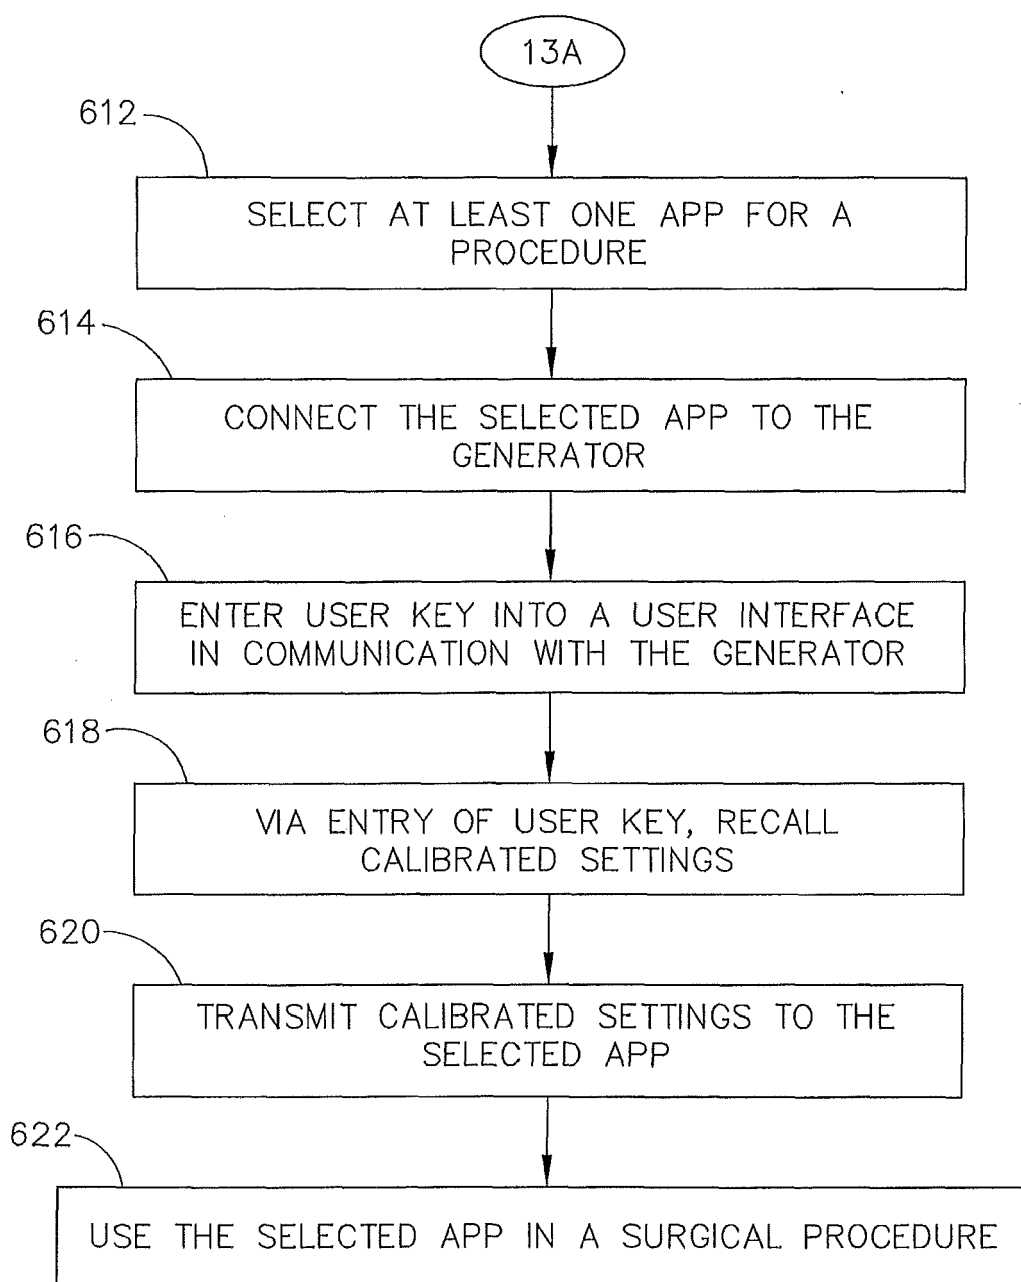 13A
612
SELECT AT LEAST ONE APP FOR A
PROCEDURE
614
CONNECT THE SELECTED APP TO THE
GENERATOR
616
ENTER USER KEY INTO A USER INTERFACE
IN COMMUNICATION WITH THE GENERATOR
618
VIA ENTRY OF USER KEY, RECALL
CALIBRATED SETTINGS
620
TRANSMIT CALIBRATED SETTINGS TO THE
SELECTED APP
622
USE THE SELECTED APP IN A SURGICAL PROCEDURE